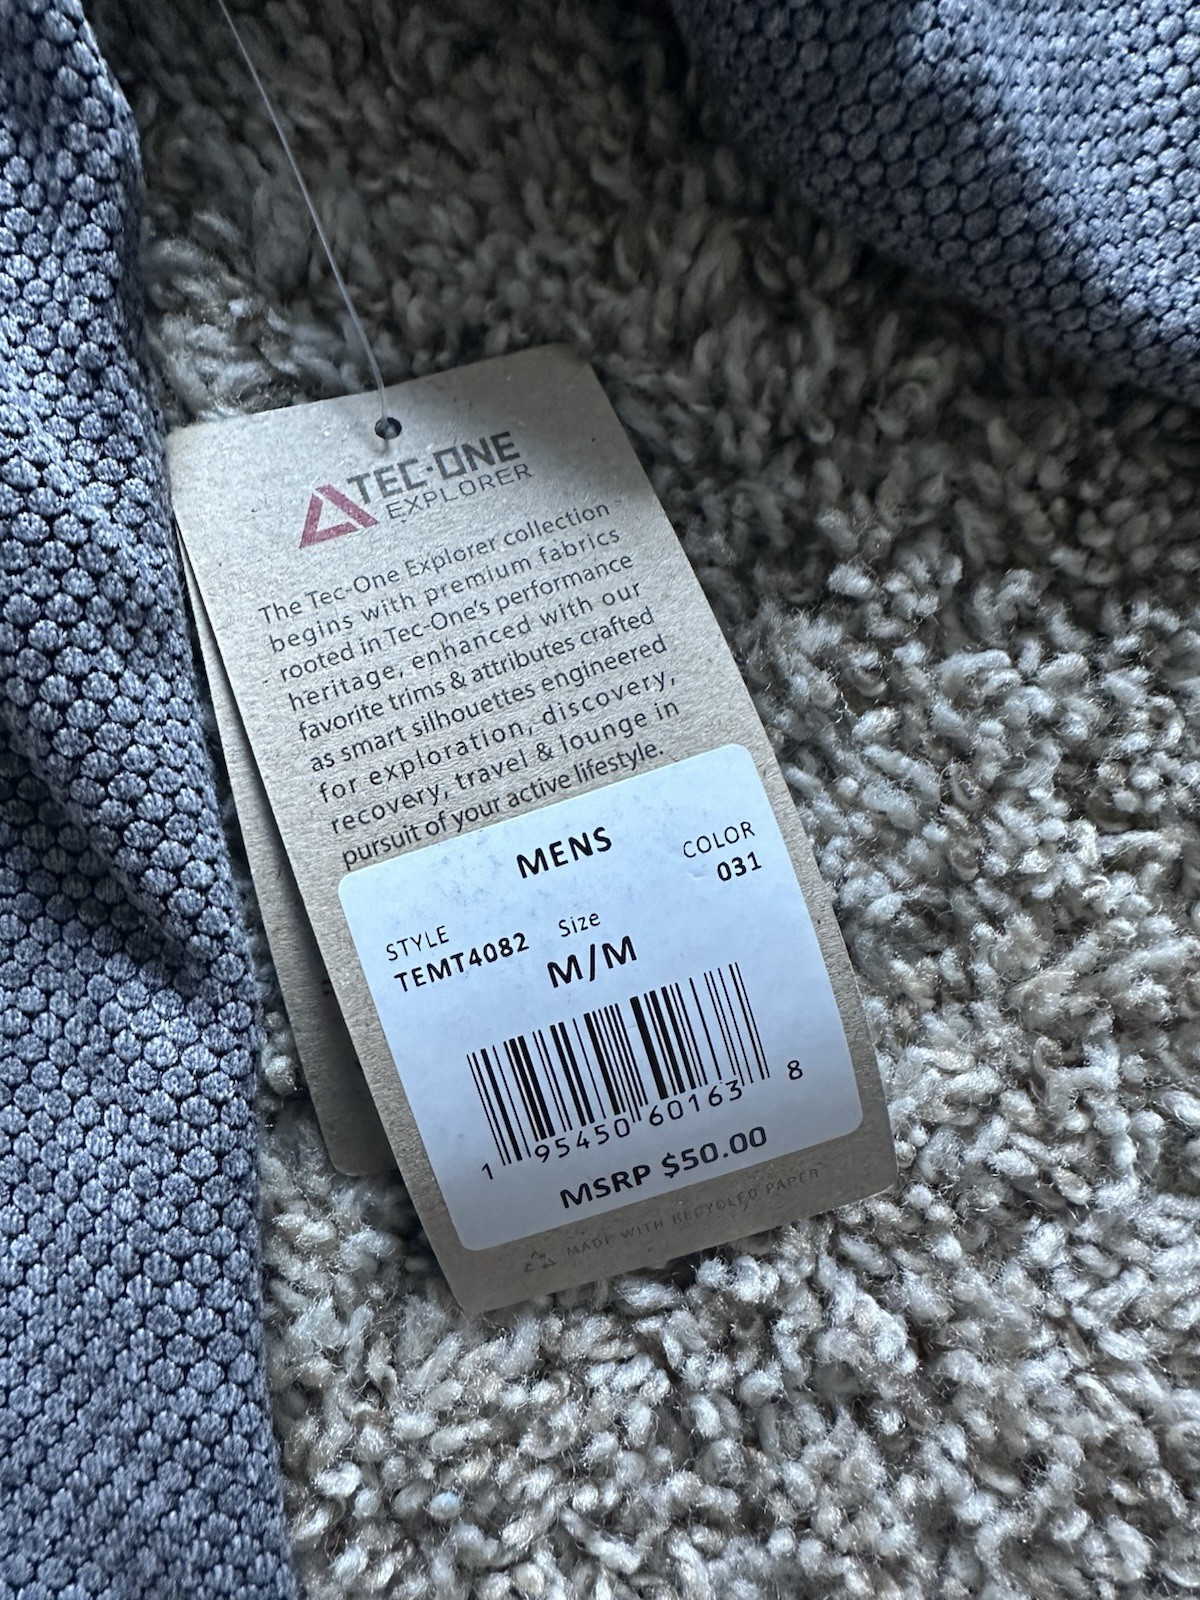 TEC-ONE
EXPLORER
The Tec-One Explorer collection
begins with premium fabrics
rooted in Tec-One's performance
heritage, enhanced with our
favorite trims & attributes crafted
as smart silhouettes engineered
for exploration, discovery,
recovery, travel & lounge in
pursuit of your active lifestyle.
MENS
COLOR
031
STYLE
TEMT4082
Size
M/M
1 95450 60163 8
MSRP $50.00
MADE WITH RECYCLED PAPER